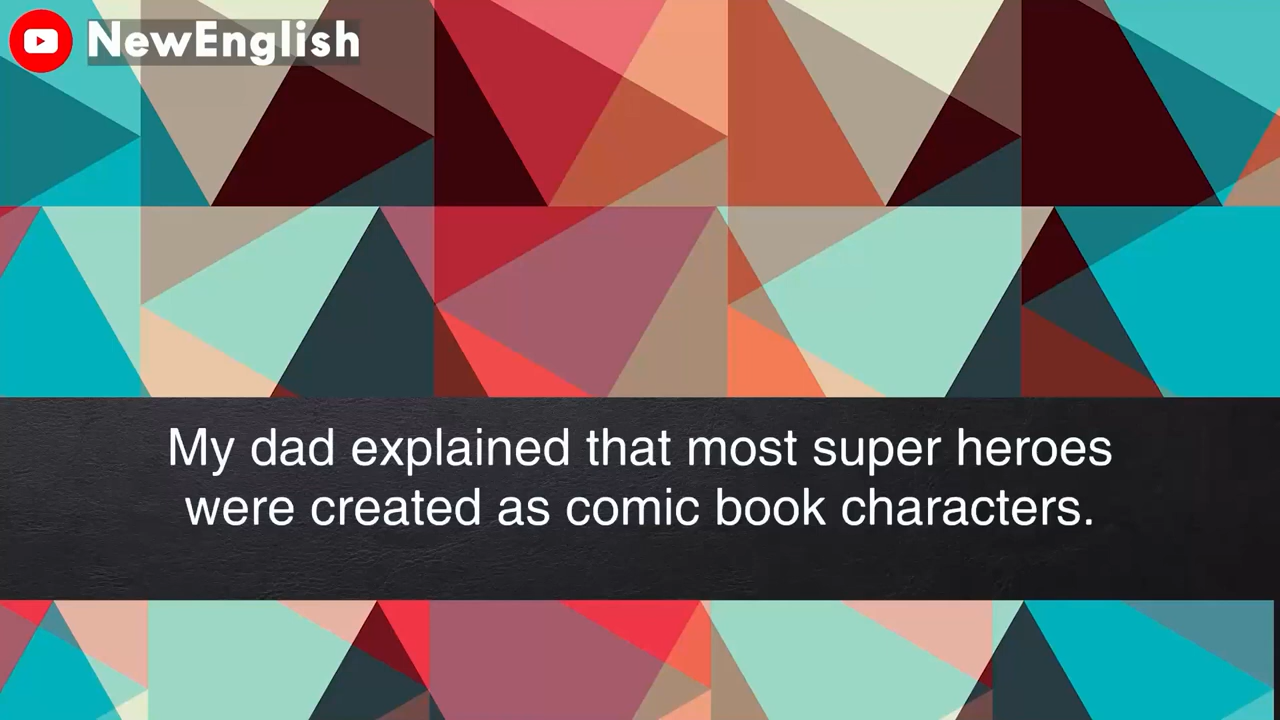 NewEnglish
My dad explained that most super heroes
were created as comic book characters.